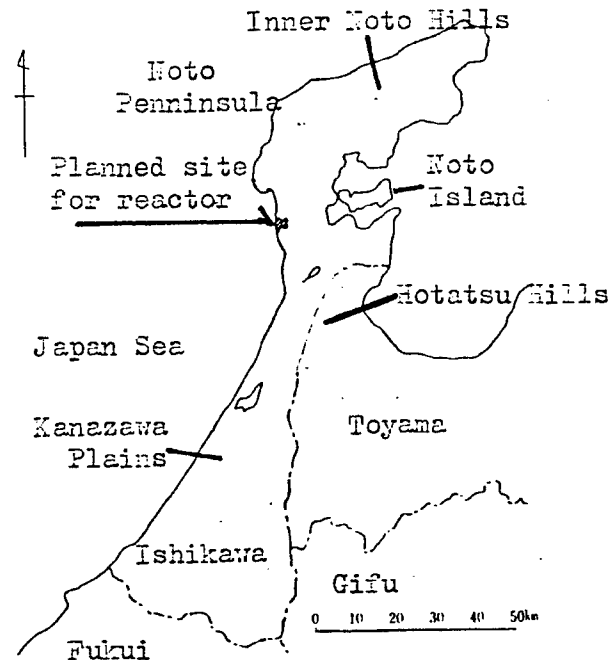 Inner Noto Hills
Noto
Penninsula
Planned site
for reactor
Noto
Island
Hotatsu Hills
Japan Sea
Kanazawa
Plains
Toyama
Ishikawa
Gifu
0 10 20 30 40 50km
Fukui